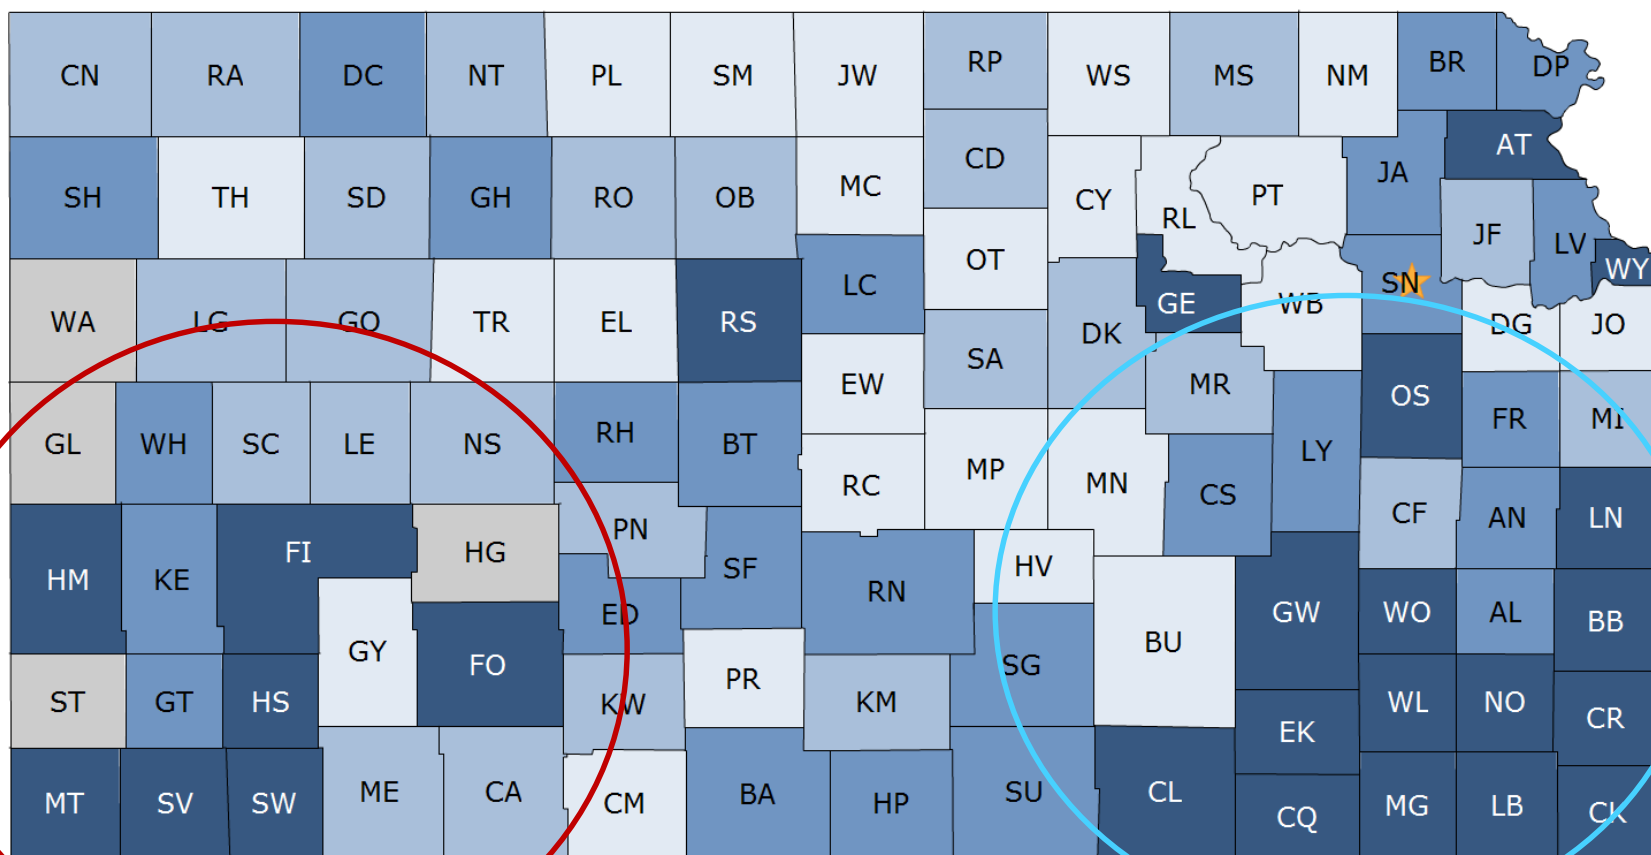 CN RA DC NT PL SM JW RP WS MS NM BR DP
SH TH SD GH RO OB MC CD CY RL PT JA AT
WA LG GO TR EL RS LC OT GE WB SN JF LV WY
GL WH SC LE NS RH BT EW SA DK MR OS DG JO
HM KE FI HG PN SF RC MP MN CS LY FR MI
ST GT HS GY FO ED RN HV BU GW CF AN LN
KW PR KM SG EK WO AL BB
WL NO CR
MT SV SW ME CA CM BA HP SU CL CQ MG LB CK